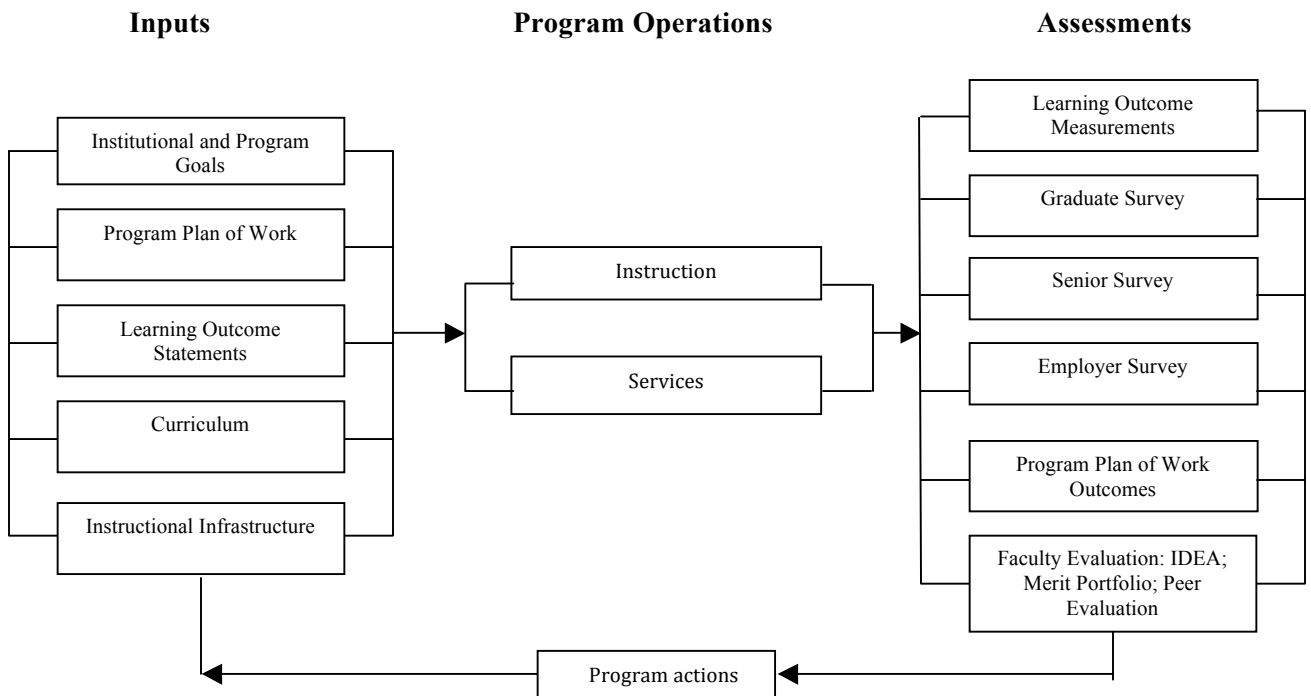 Inputs
Program Operations
Assessments
Institutional and Program
Goals
Program Plan of Work
Learning Outcome
Statements
Curriculum
Instructional Infrastructure
Instruction
Services
Learning Outcome
Measurements
Graduate Survey
Senior Survey
Employer Survey
Program Plan of Work
Outcomes
Faculty Evaluation: IDEA;
Merit Portfolio; Peer
Evaluation
Program actions